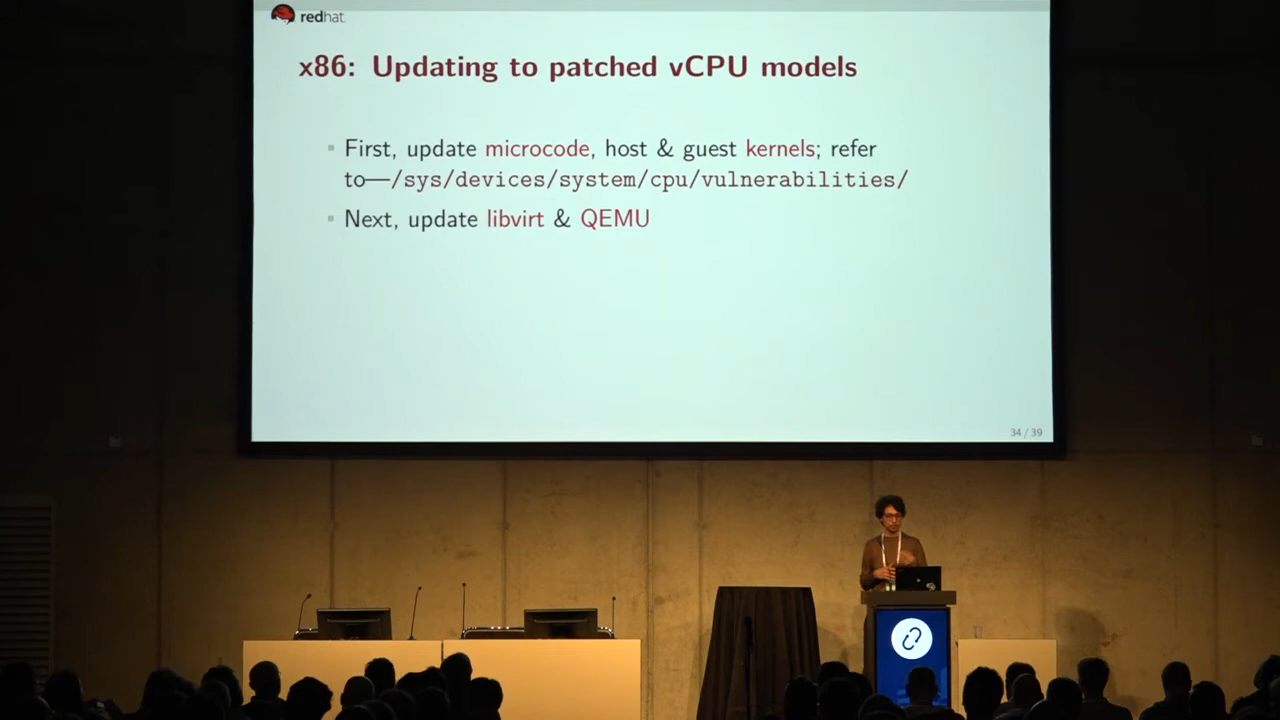 redhat.
x86: Updating to patched vCPU models
First, update microcode, host & guest kernels; refer
to—/sys/devices/system/cpu/vulnerabilities/
Next, update libvirt & QEMU
34 / 39